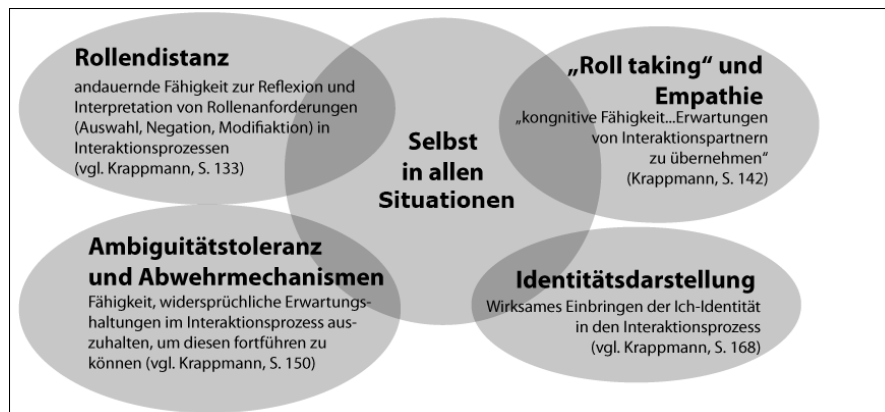 Rollendistanz
andauernde Fähigkeit zur Reflexion und
Interpretation von Rollenanforderungen
(Auswahl, Negation, Modifiaktion) in
Interaktionsprozessen
(vgl. Krappmann, S. 133)
Selbst
in allen
Situationen
„Roll taking“ und
Empathie
„kongnitive Fähigkeit...Erwartungen
von Interaktionspartnern
zu übernehmen“
(Krappmann, S. 142)
Ambiguitätstoleranz
und Abwehrmechanismen
Fähigkeit, widersprüchliche Erwartungs-
haltungen im Interaktionsprozess aus-
zuhalten, um diesen fortführen zu
können (vgl. Krappmann, S. 150)
Identitätsdarstellung
Wirksames Einbringen der Ich-Identität
in den Interaktionsprozess
(vgl. Krappmann, S. 168)